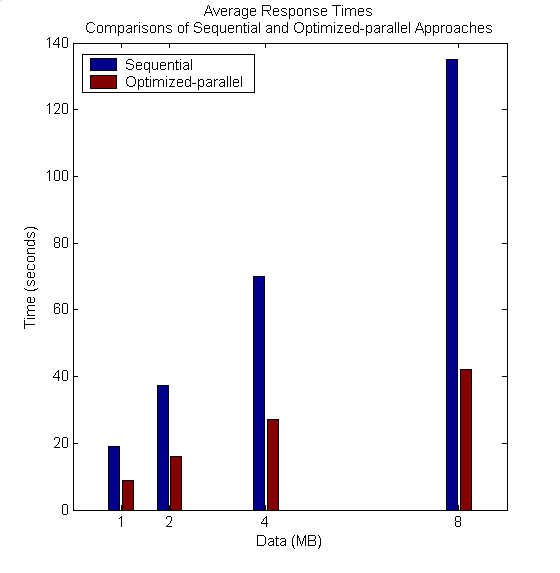 Average Response Times
Comparisons of Sequential and Optimized-parallel Approaches
140
Sequential
Optimized-parallel
120
100
80
60
40
20
0
Time (seconds)
1 2 4 8
Data (MB)